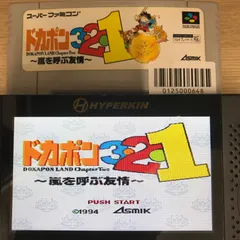 スーパーファミコン
ドカポン3・2・1
～嵐を呼ぶ友情～
ASMIK
0125000648
HYPERKIN
ドカポン3・2・1
DOKAPON LAND Chapter Two
～嵐を呼ぶ友情～
PUSH START
©1994 ASMIK